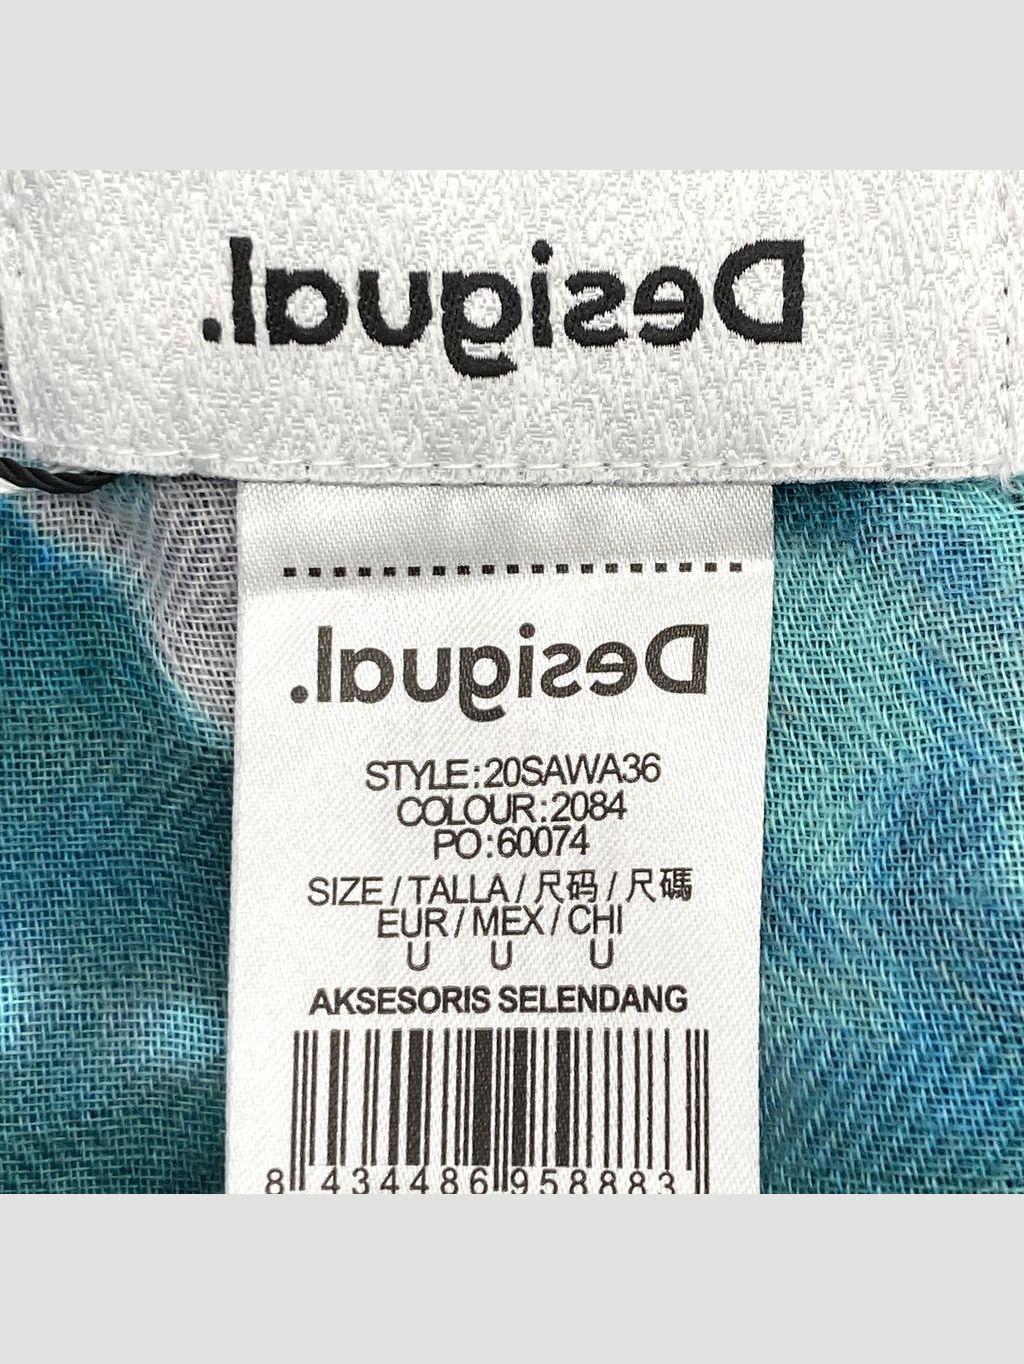 Desigual.
Desigual.
STYLE:20SAWA36
COLOUR:2084
PO:60074
SIZE/TALLA/尺码/尺碼
EUR/MEX/CHI
U U U
AKSESORIS SELENDANG
8 434486 958883